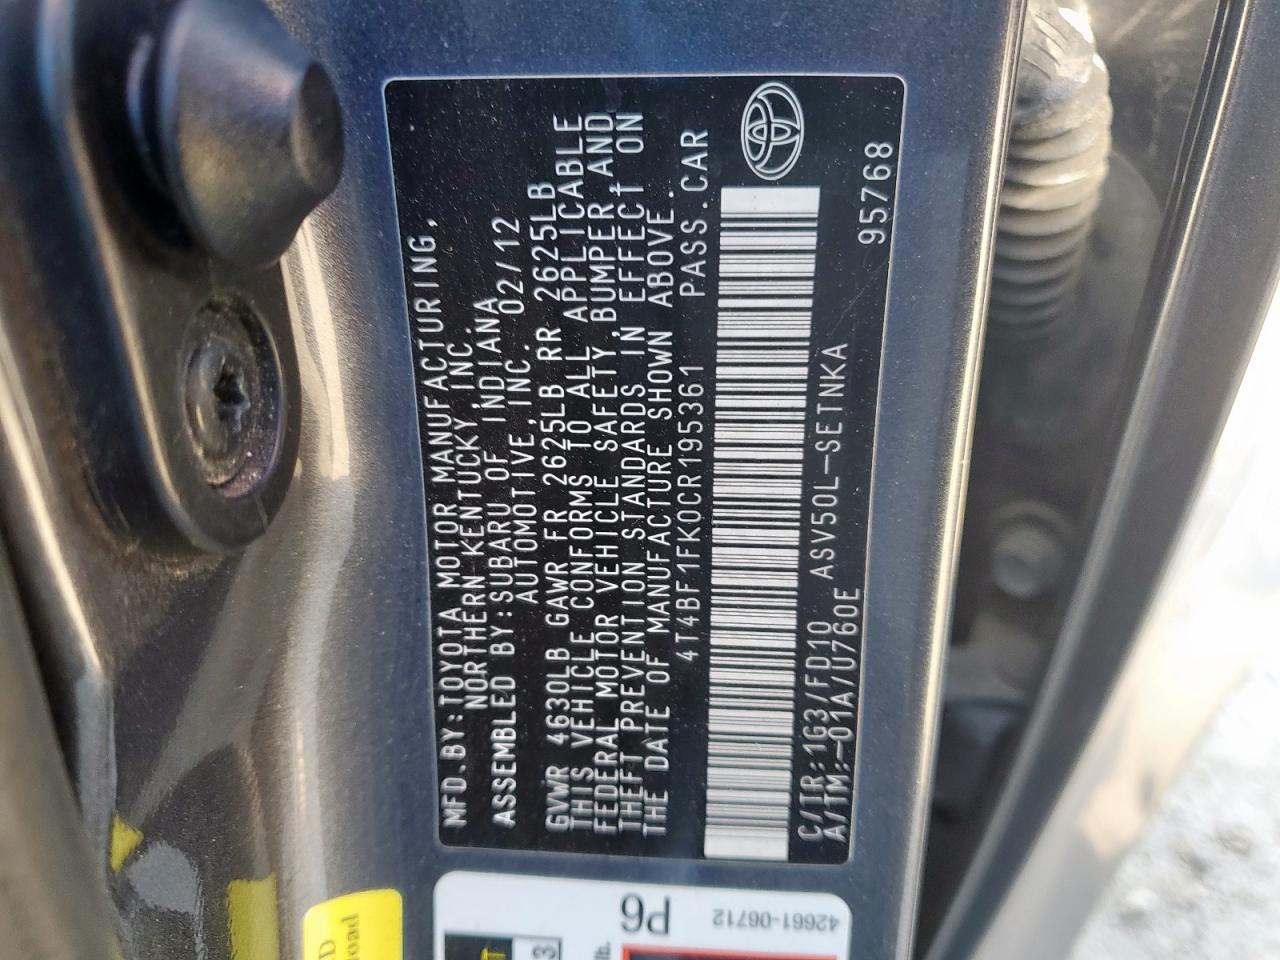 MFD.BY:TOYOTA MOTOR MANUFACTURING,
NORTHERN KENTUCKY, INC.
ASSEMBLED BY:SUBARU OF INDIANA
AUTOMOTIVE, INC. 02/12
GVWR 4630LB GAWR FR 2625LB RR 2625LB
THIS VEHICLE CONFORMS TO ALL APPLICABLE
FEDERAL MOTOR VEHICLE SAFETY, BUMPER, AND
THEFT PREVENTION STANDARDS IN EFFECT ON
THE DATE OF MANUFACTURE SHOWN ABOVE.
4T4BF1FK0CR195361 PASS.CAR
C/TR:1G3/FD10 ASV50L-SETNKA
A/TM:-01A/U760E
95768
P6
42661-06712
3
lb.
oad